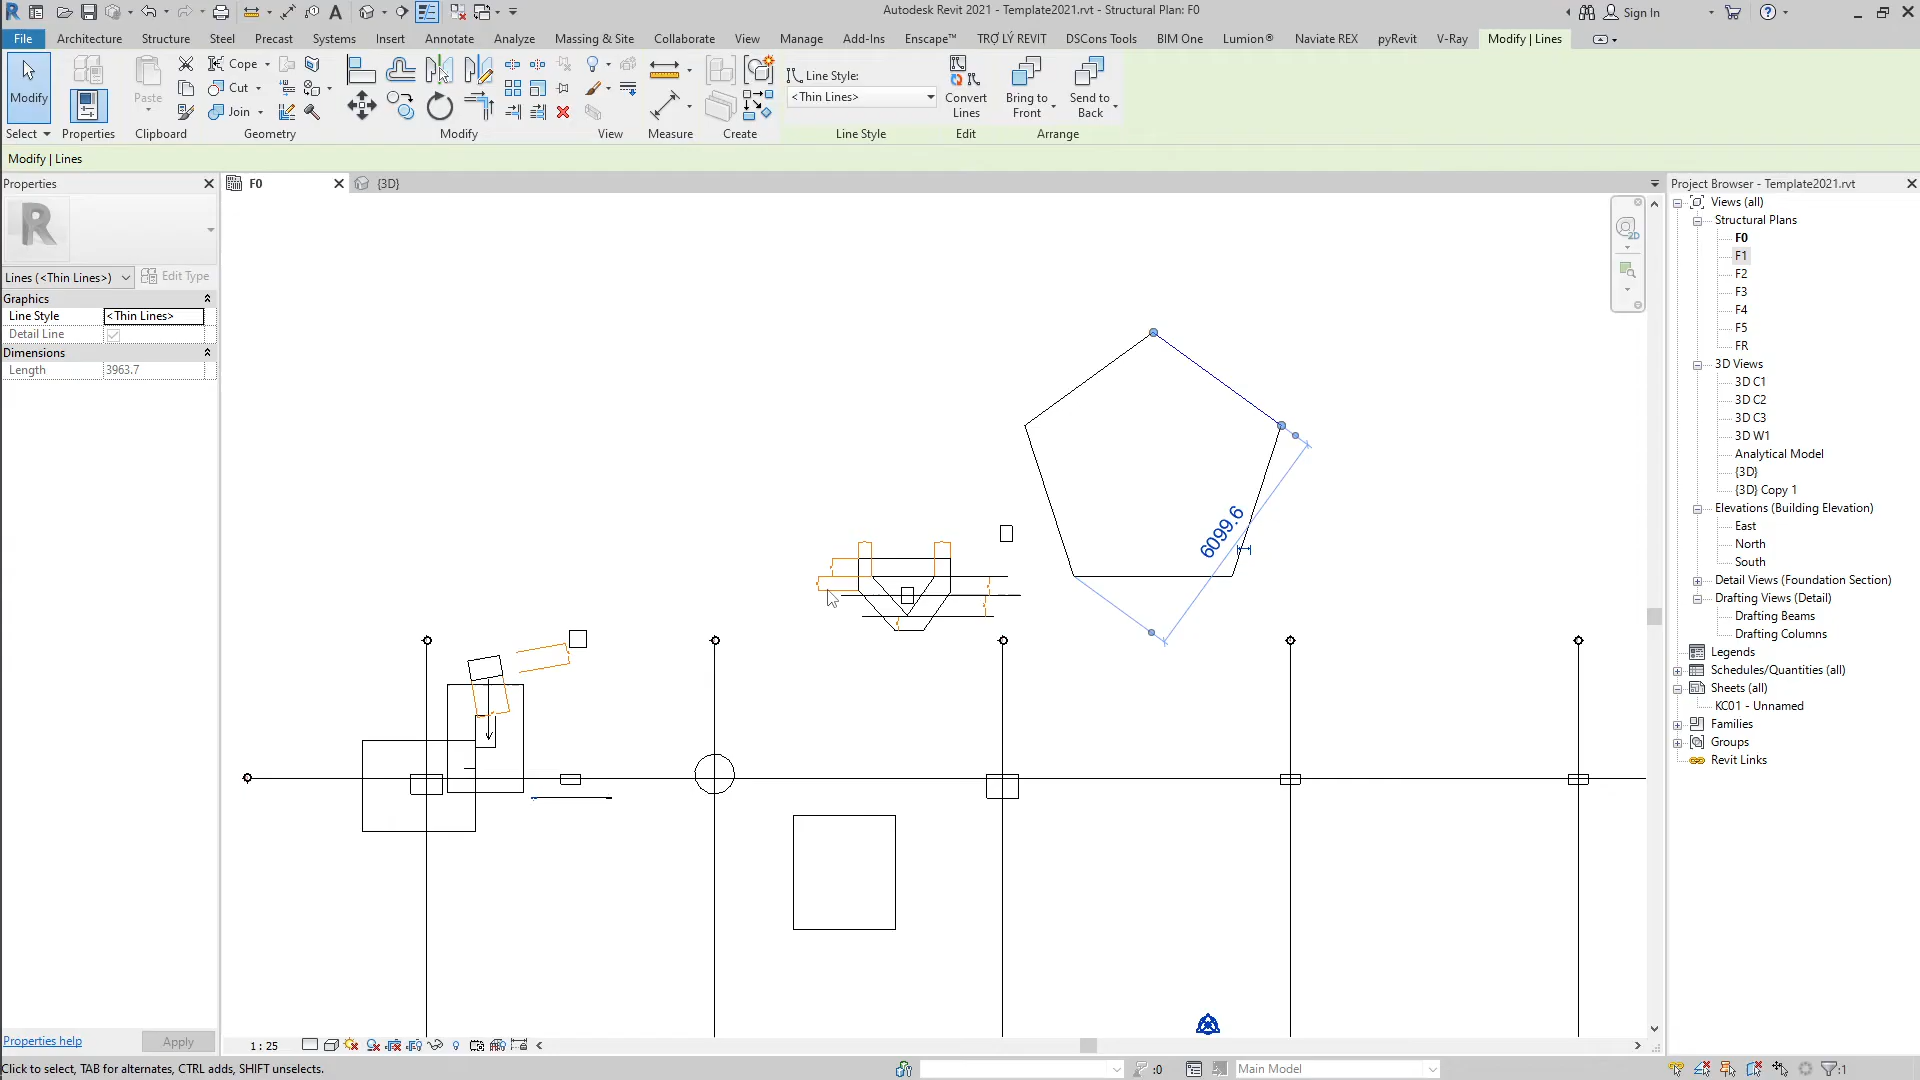 Autodesk Revit 2021 - Template2021.rvt - Structural Plan: F0
Sign In
File Architecture Structure Steel Precast Systems Insert Annotate Analyze Massing & Site Collaborate View Manage Add-Ins Enscape™ TRỢ LÝ REVIT DSCons Tools BIM One Lumion® Naviate REX pyRevit V-Ray Modify | Lines
Modify
Paste
Cope
Cut
Join
Line Style:
<Thin Lines>
Convert Lines
Bring to Front
Send to Back
Select Properties Clipboard Geometry Modify View Measure Create Line Style Edit Arrange
Modify | Lines
Properties
F0
{3D}
Project Browser - Template2021.rvt
Lines (<Thin Lines>)
Edit Type
Graphics
Line Style <Thin Lines>
Detail Line
Dimensions
Length 3963.7
Properties help
Apply
6099.6
Views (all)
Structural Plans
F0
F1
F2
F3
F4
F5
FR
3D Views
3D C1
3D C2
3D C3
3D W1
Analytical Model
{3D}
{3D} Copy 1
Elevations (Building Elevation)
East
North
South
Detail Views (Foundation Section)
Drafting Views (Detail)
Drafting Beams
Drafting Columns
Legends
Schedules/Quantities (all)
Sheets (all)
KC01 - Unnamed
Families
Groups
Revit Links
1 : 25
Click to select, TAB for alternates, CTRL adds, SHIFT unselects.
:0
Main Model
:1